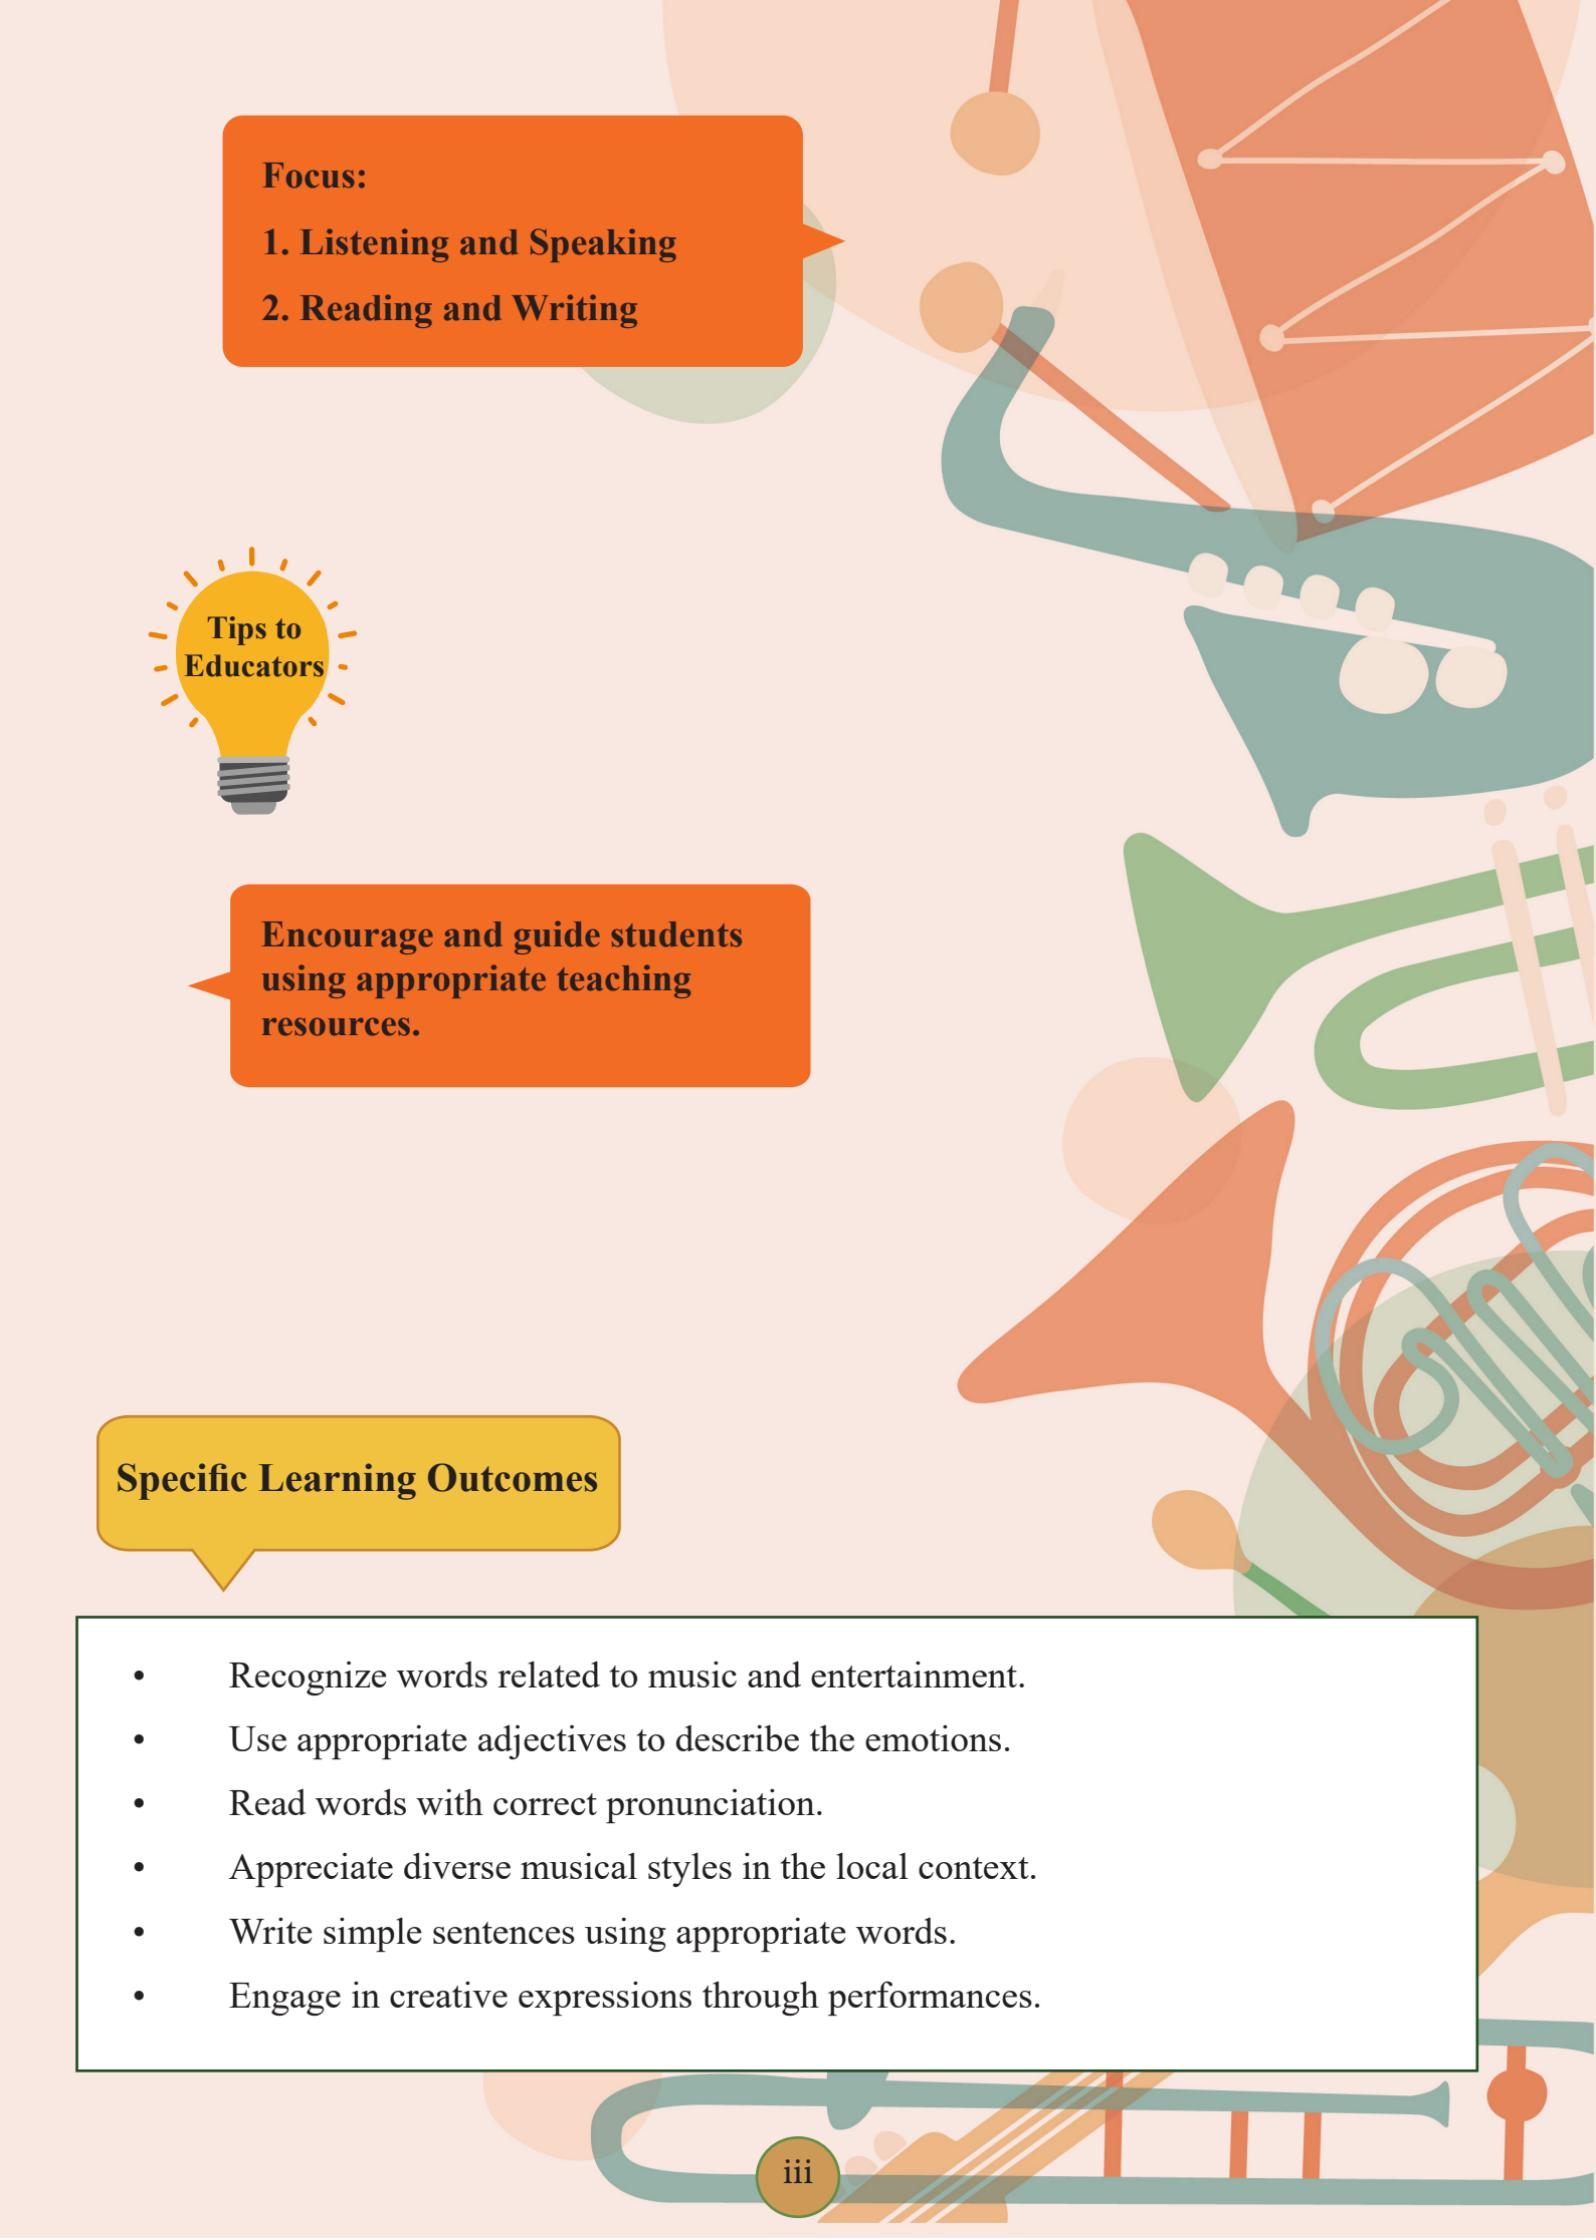 Focus:
1. Listening and Speaking
2. Reading and Writing
Tips to
Educators
Encourage and guide students
using appropriate teaching
resources.
Specific Learning Outcomes
• Recognize words related to music and entertainment.
• Use appropriate adjectives to describe the emotions.
• Read words with correct pronunciation.
• Appreciate diverse musical styles in the local context.
• Write simple sentences using appropriate words.
• Engage in creative expressions through performances.
iii